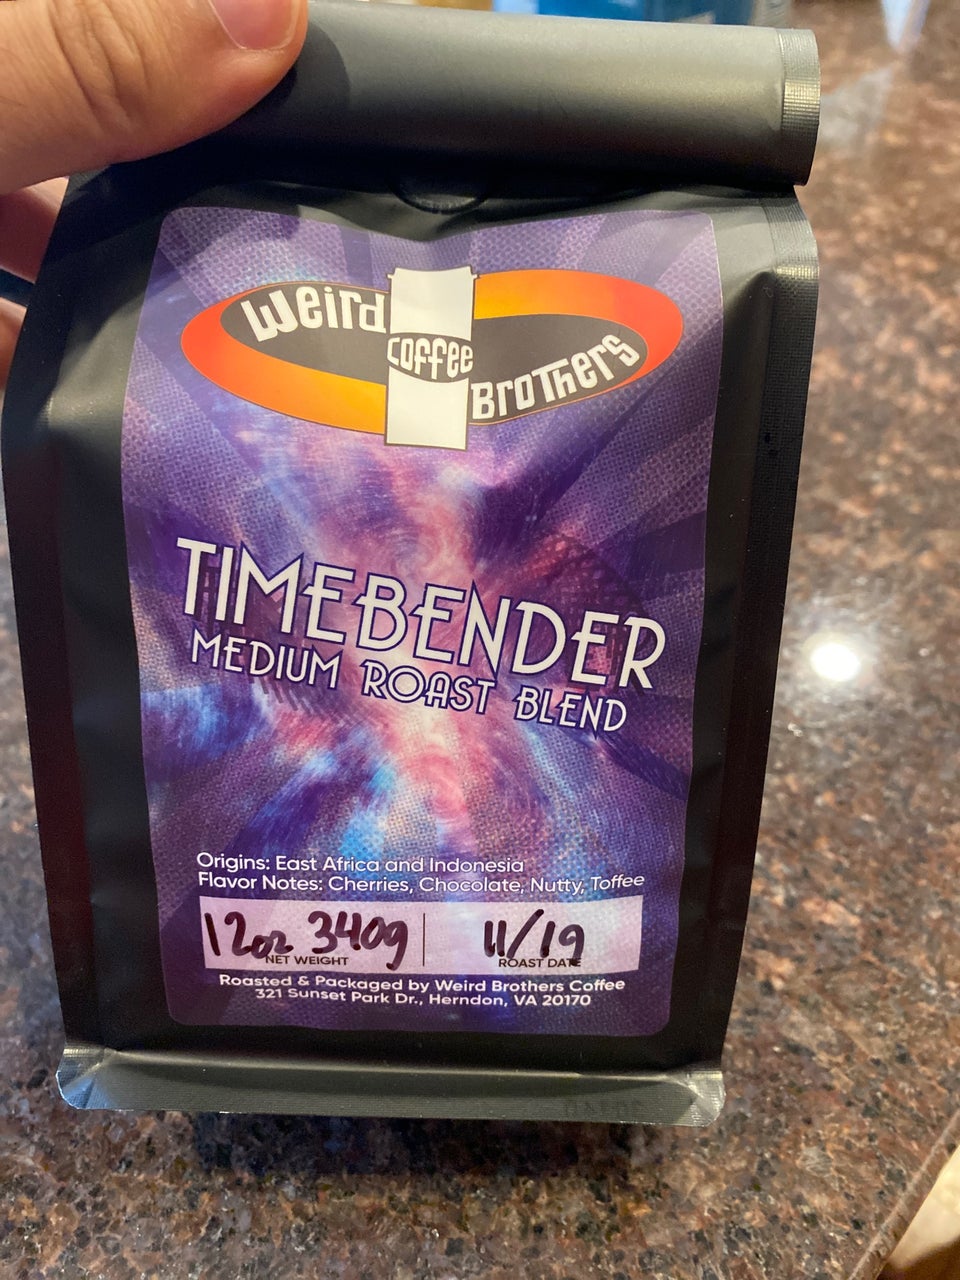 Weird
Coffee
Brothers
TIMEBENDER
MEDIUM ROAST BLEND
Origins: East Africa and Indonesia
Flavor Notes: Cherries, Chocolate, Nutty, Toffee
12oz 340g 11/19
NET WEIGHT ROAST DATE
Roasted & Packaged by Weird Brothers Coffee
321 Sunset Park Dr., Herndon, VA 20170